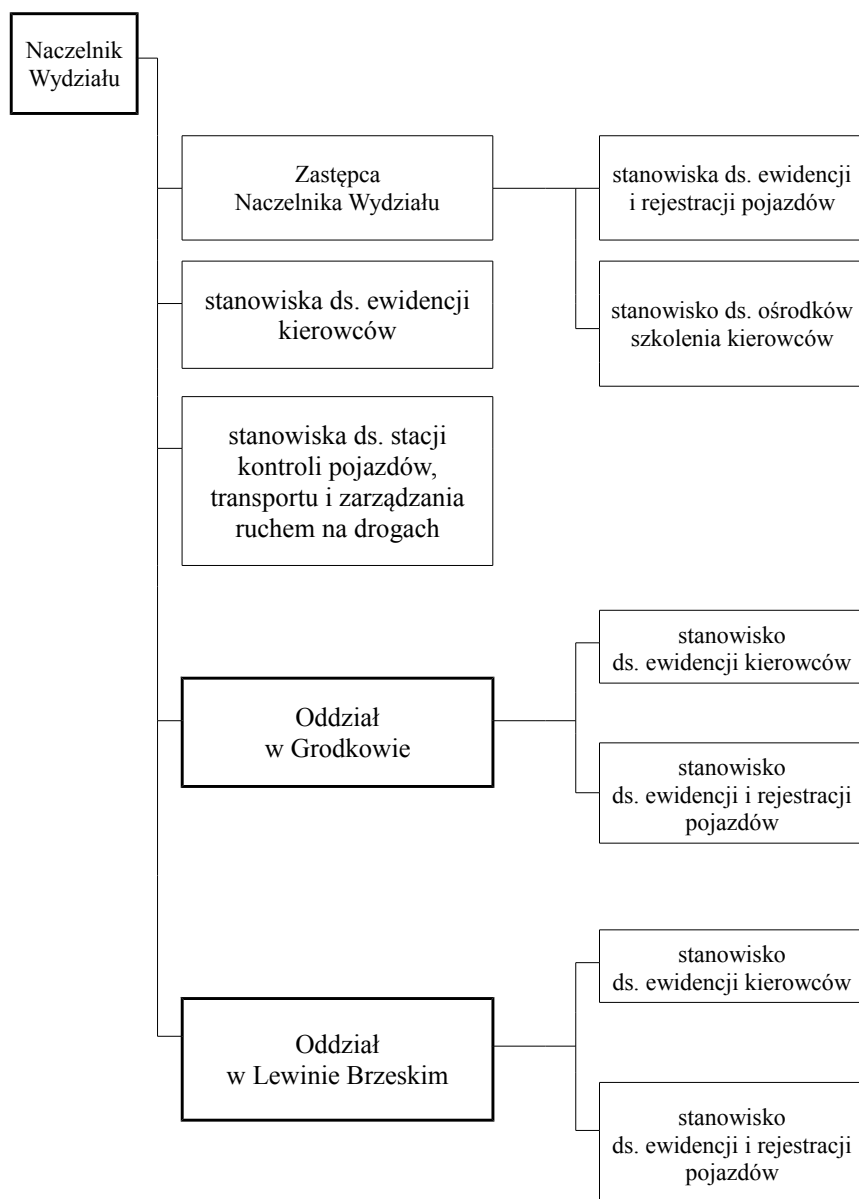 Naczelnik
Wydziału
Zastępca
Naczelnika Wydziału
stanowiska ds. ewidencji
i rejestracji pojazdów
stanowiska ds. ewidencji
kierowców
stanowisko ds. ośrodków
szkolenia kierowców
stanowiska ds. stacji
kontroli pojazdów,
transportu i zarządzania
ruchem na drogach
Oddział
w Grodkowie
stanowisko
ds. ewidencji kierowców
stanowisko
ds. ewidencji i rejestracji
pojazdów
Oddział
w Lewinie Brzeskim
stanowisko
ds. ewidencji kierowców
stanowisko
ds. ewidencji i rejestracji
pojazdów